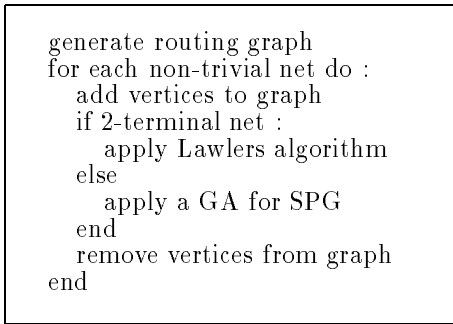 generate routing graph
for each non-trivial net do :
add vertices to graph
if 2-terminal net :
apply Lawlers algorithm
else
apply a GA for SPG
end
remove vertices from graph
end